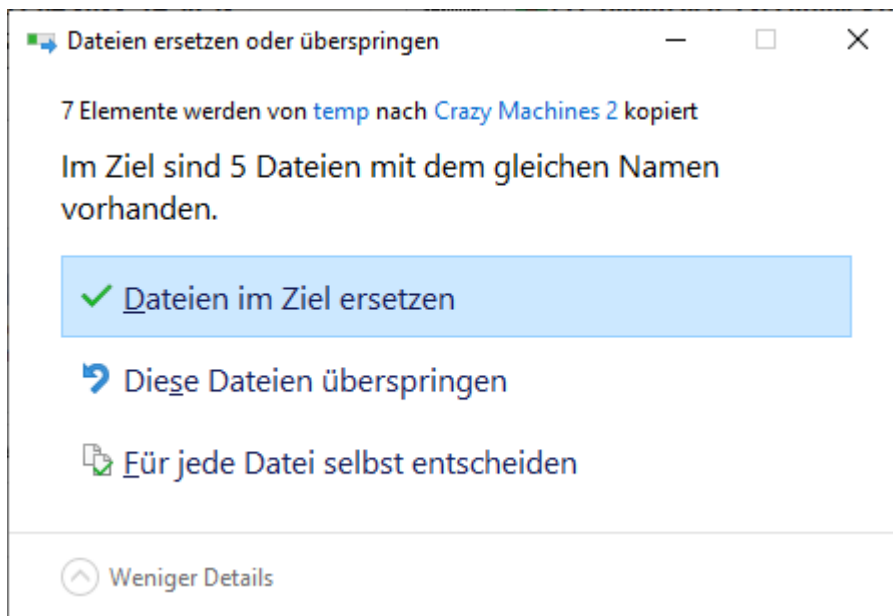 Dateien ersetzen oder überspringen
7 Elemente werden von temp nach Crazy Machines 2 kopiert
Im Ziel sind 5 Dateien mit dem gleichen Namen
vorhanden.
Dateien im Ziel ersetzen
Diese Dateien überspringen
Für jede Datei selbst entscheiden
Weniger Details